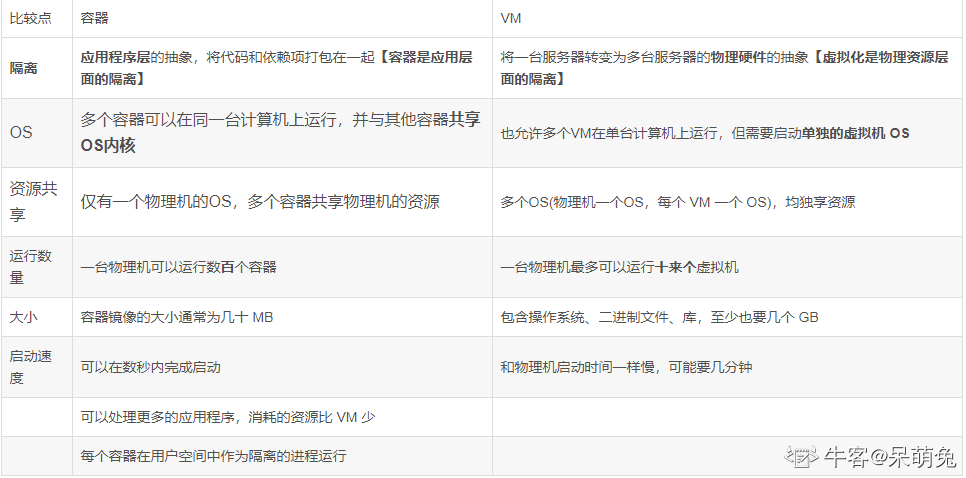 比较点 容器 VM
隔离
应用程序层的抽象，将代码和依赖项打包在一起【容器是应用层
面的隔离】
将一台服务器转变为多台服务器的物理硬件的抽象【虚拟化是物理资源层
面的隔离】
OS
多个容器可以在同一台计算机上运行，并与其他容器共享
OS内核
也允许多个VM在单台计算机上运行，但需要启动单独的虚拟机 OS
资源共
享
仅有一个物理机的OS，多个容器共享物理机的资源
多个OS(物理机一个OS，每个 VM 一个 OS)，均独享资源
运行数
量
一台物理机可以运行数百个容器
一台物理机最多可以运行十来个虚拟机
大小
容器镜像的大小通常为几十 MB
包含操作系统、二进制文件、库，至少也要几个 GB
启动速
度
可以在数秒内完成启动
和物理机启动时间一样慢，可能要几分钟
可以处理更多的应用程序，消耗的资源比 VM 少
每个容器在用户空间中作为隔离的进程运行
牛客@呆萌兔